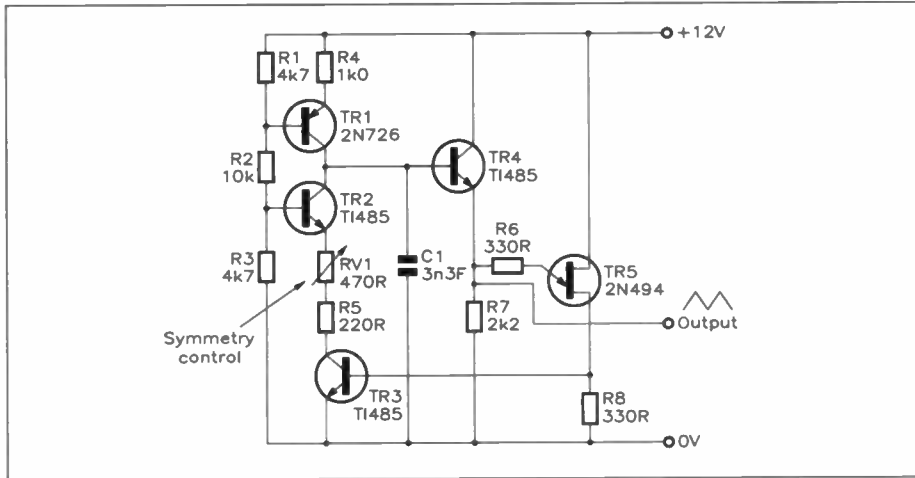 +12V
R1
4k7
R4
1k0
TR1
2N726
R2
10k
TR2
TI485
TR4
TI485
R3
4k7
RV1
470R
C1
3n3F
R6
330R
TR5
2N494
R5
220R
R7
2k2
Symmetry
control
Output
TR3
TI485
R8
330R
0V